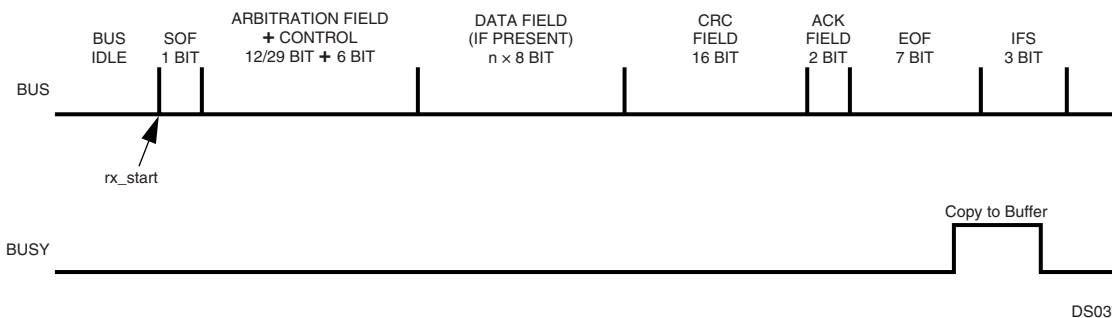 BUS
IDLE
SOF
1 BIT
ARBITRATION FIELD
+ CONTROL
12/29 BIT + 6 BIT
DATA FIELD
(IF PRESENT)
n × 8 BIT
CRC
FIELD
16 BIT
ACK
FIELD
2 BIT
EOF
7 BIT
IFS
3 BIT
BUS
rx_start
Copy to Buffer
BUSY
DS03